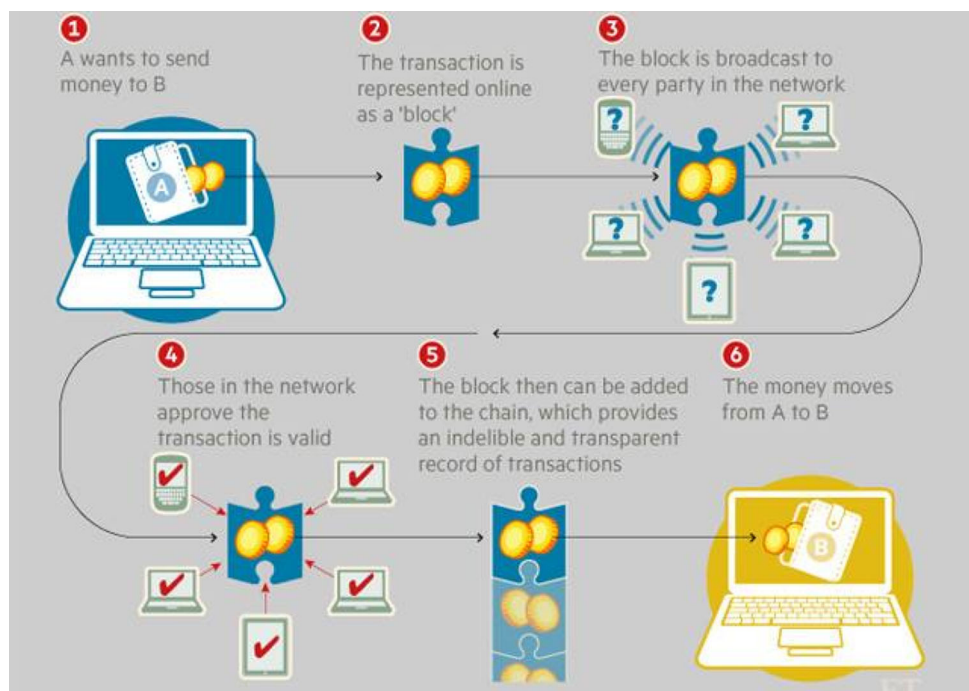 1
A wants to send
money to B
2
The transaction is
represented online
as a 'block'
3
The block is broadcast to
every party in the network
?
?
?
?
?
A
4
Those in the network
approve the
transaction is valid
5
The block then can be added
to the chain, which provides
an indelible and transparent
record of transactions
6
The money moves
from A to B
B
FT